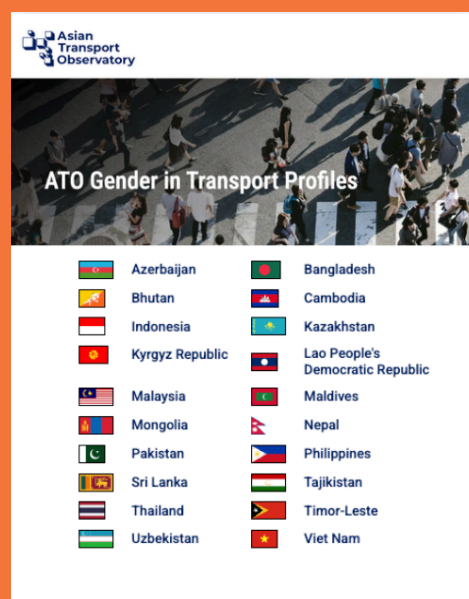 Asian
Transport
Observatory
ATO Gender in Transport Profiles
Azerbaijan
Bangladesh
Bhutan
Cambodia
Indonesia
Kazakhstan
Kyrgyz Republic
Lao People's
Democratic Republic
Malaysia
Maldives
Mongolia
Nepal
Pakistan
Philippines
Sri Lanka
Tajikistan
Thailand
Timor-Leste
Uzbekistan
Viet Nam